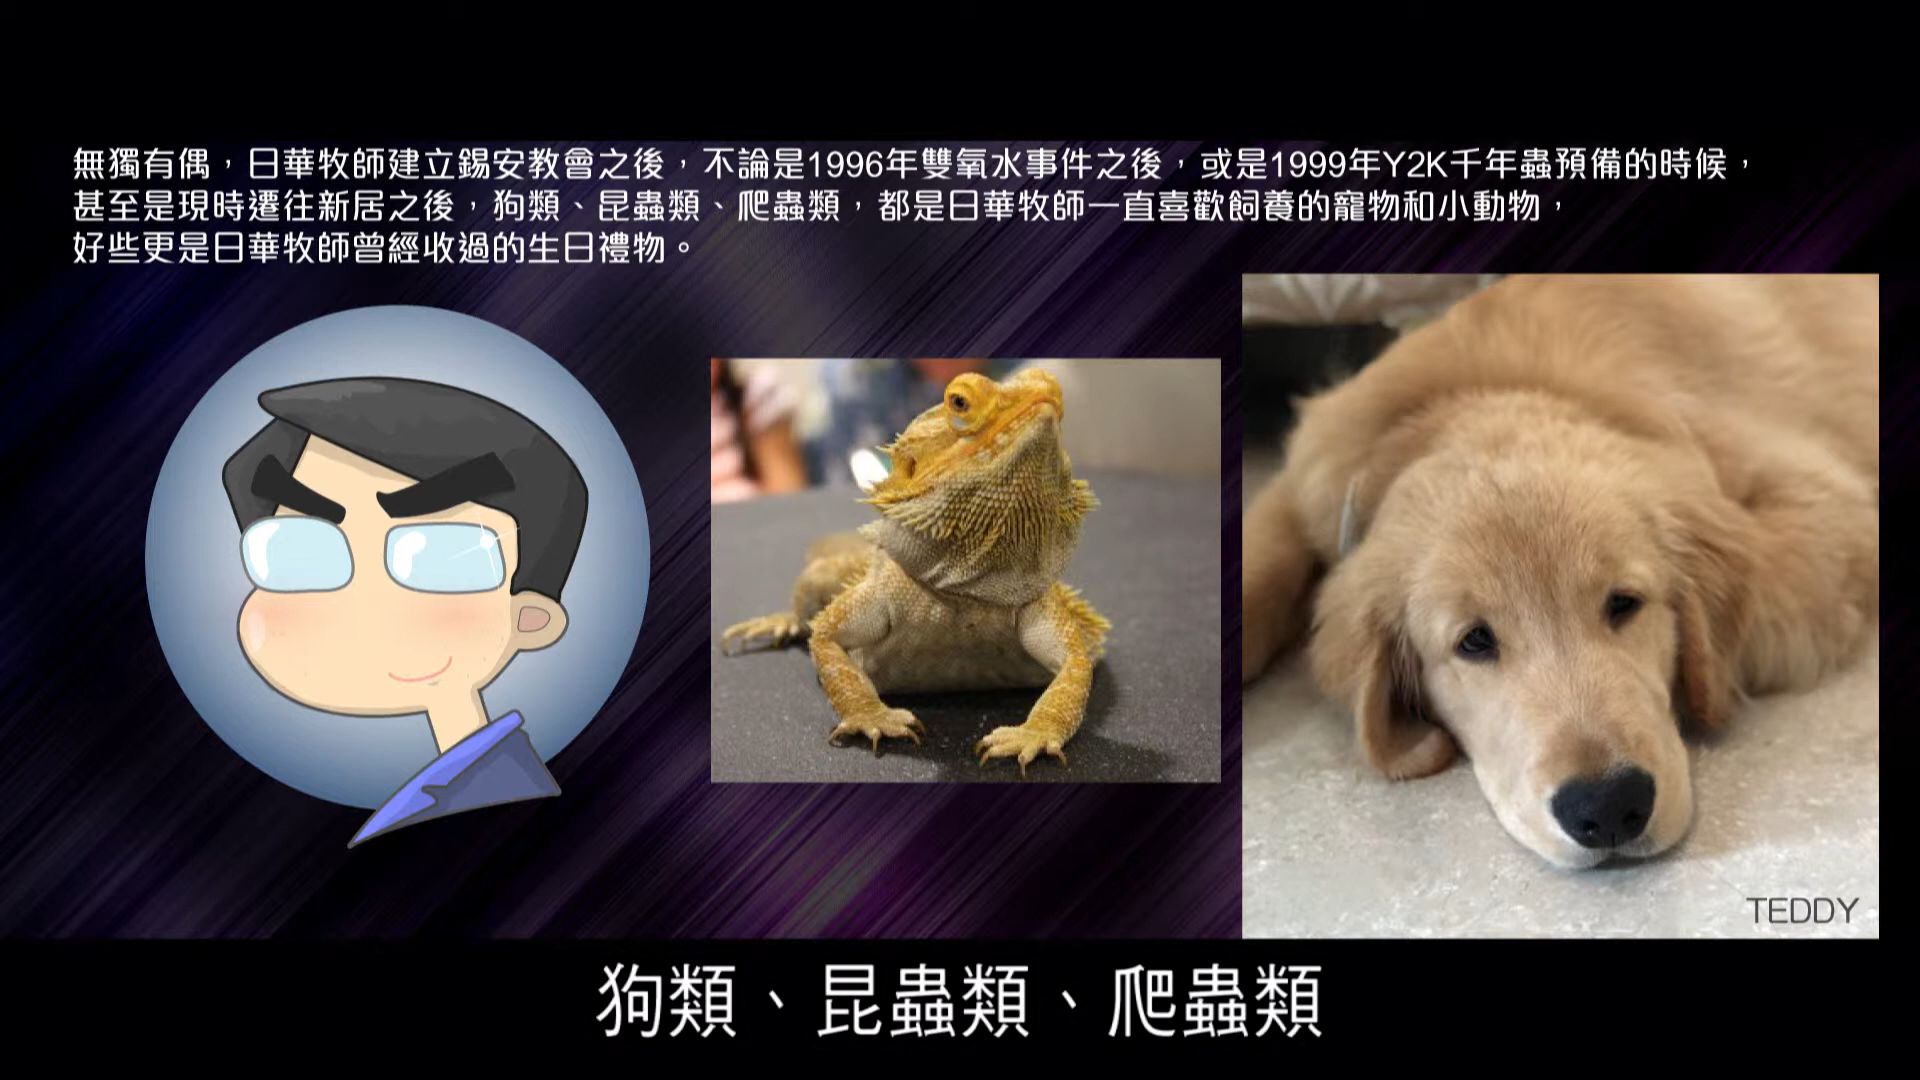 無獨有偶，日華牧師建立錫安教會之後，不論是1996年雙氧水事件之後，或是1999年Y2K千年蟲預備的時候，
甚至是現時遷往新居之後，狗類、昆蟲類、爬蟲類，都是日華牧師一直喜歡飼養的寵物和小動物，
好些更是日華牧師曾經收過的生日禮物。
TEDDY
狗類、昆蟲類、爬蟲類